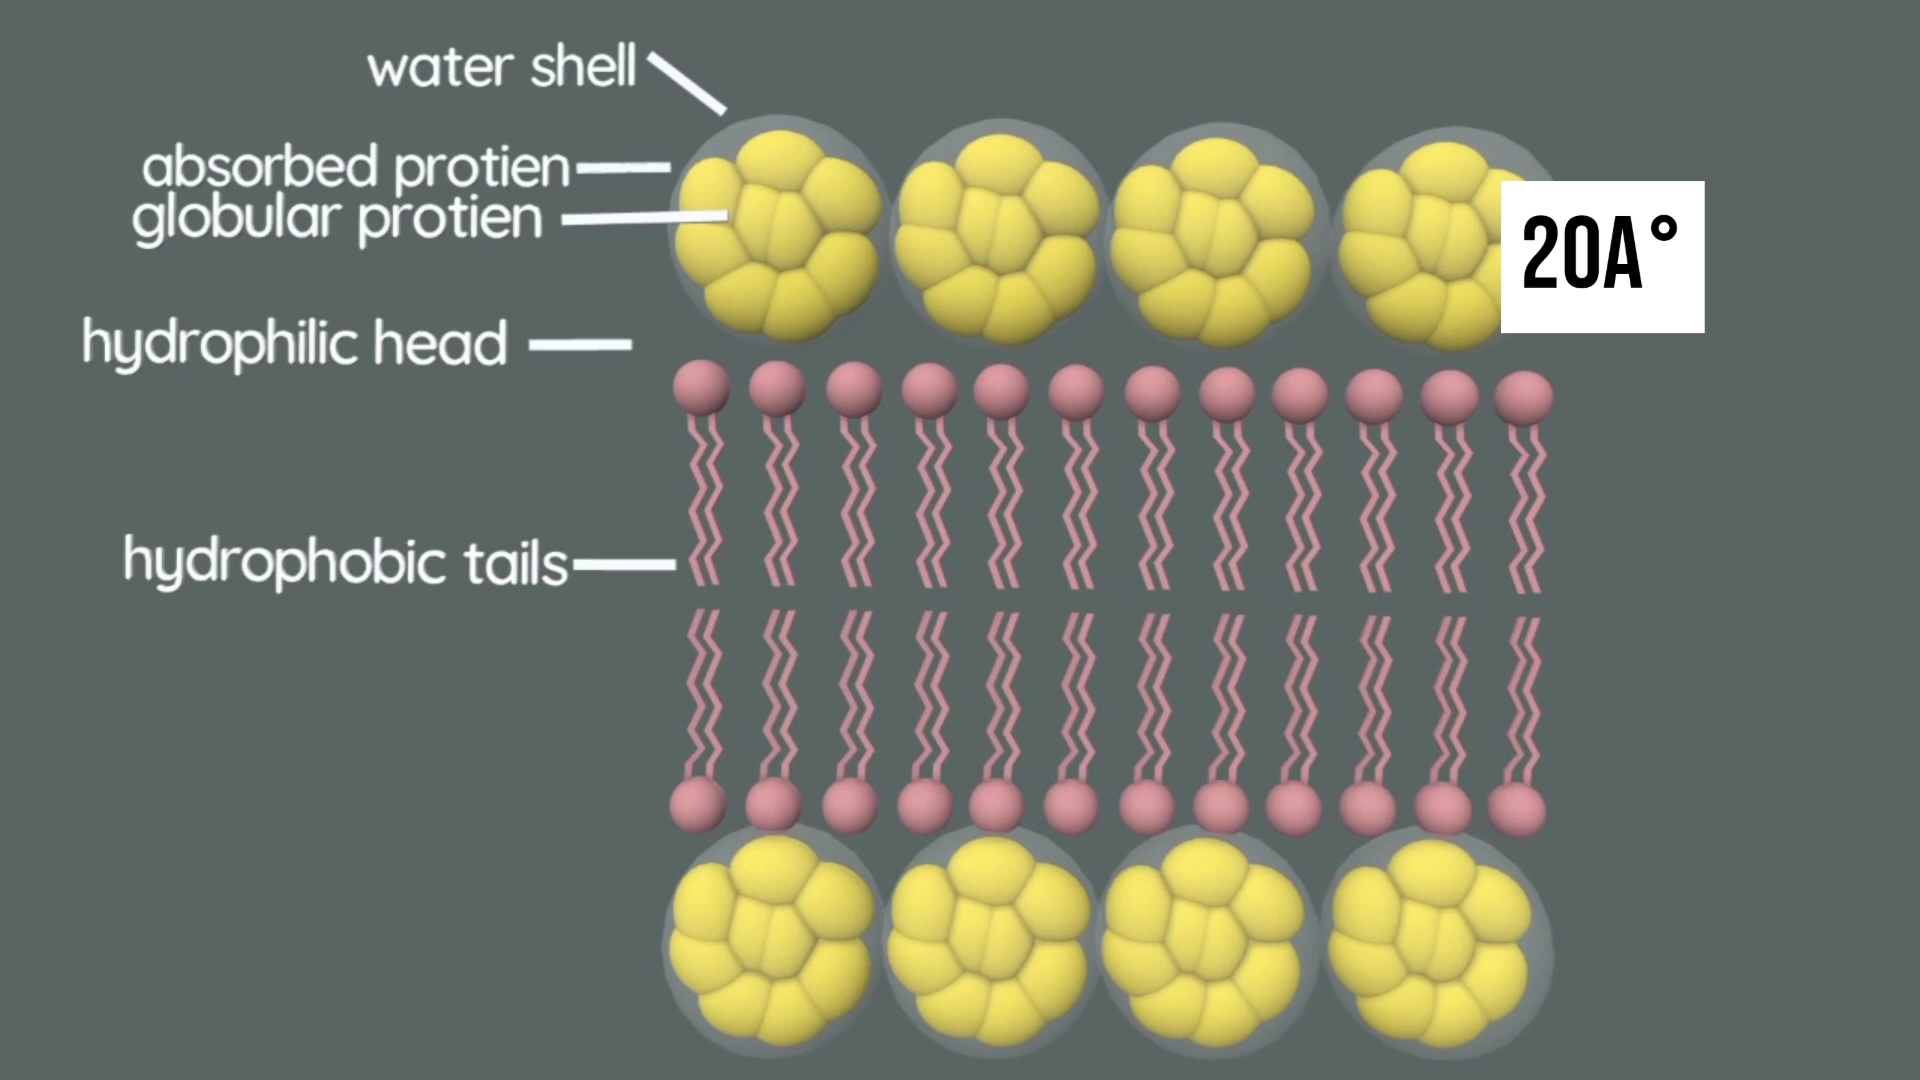 water shell
absorbed protien
globular protien
20A°
hydrophilic head
hydrophobic tails